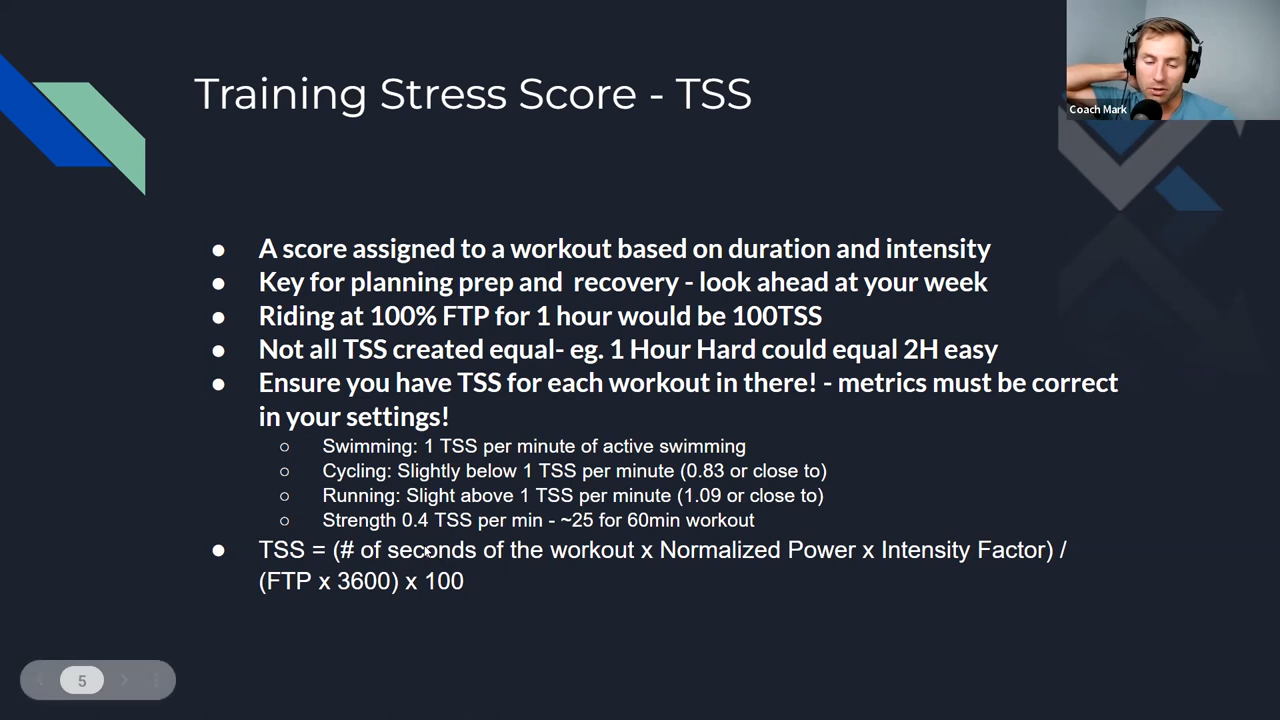 Training Stress Score - TSS
Coach Mark
● A score assigned to a workout based on duration and intensity
● Key for planning prep and  recovery - look ahead at your week
● Riding at 100% FTP for 1 hour would be 100TSS
● Not all TSS created equal- eg. 1 Hour Hard could equal 2H easy
● Ensure you have TSS for each workout in there! - metrics must be correct
in your settings!
○ Swimming: 1 TSS per minute of active swimming
○ Cycling: Slightly below 1 TSS per minute (0.83 or close to)
○ Running: Slight above 1 TSS per minute (1.09 or close to)
○ Strength 0.4 TSS per min - ~25 for 60min workout
● TSS = (# of seconds of the workout x Normalized Power x Intensity Factor) /
(FTP x 3600) x 100
5